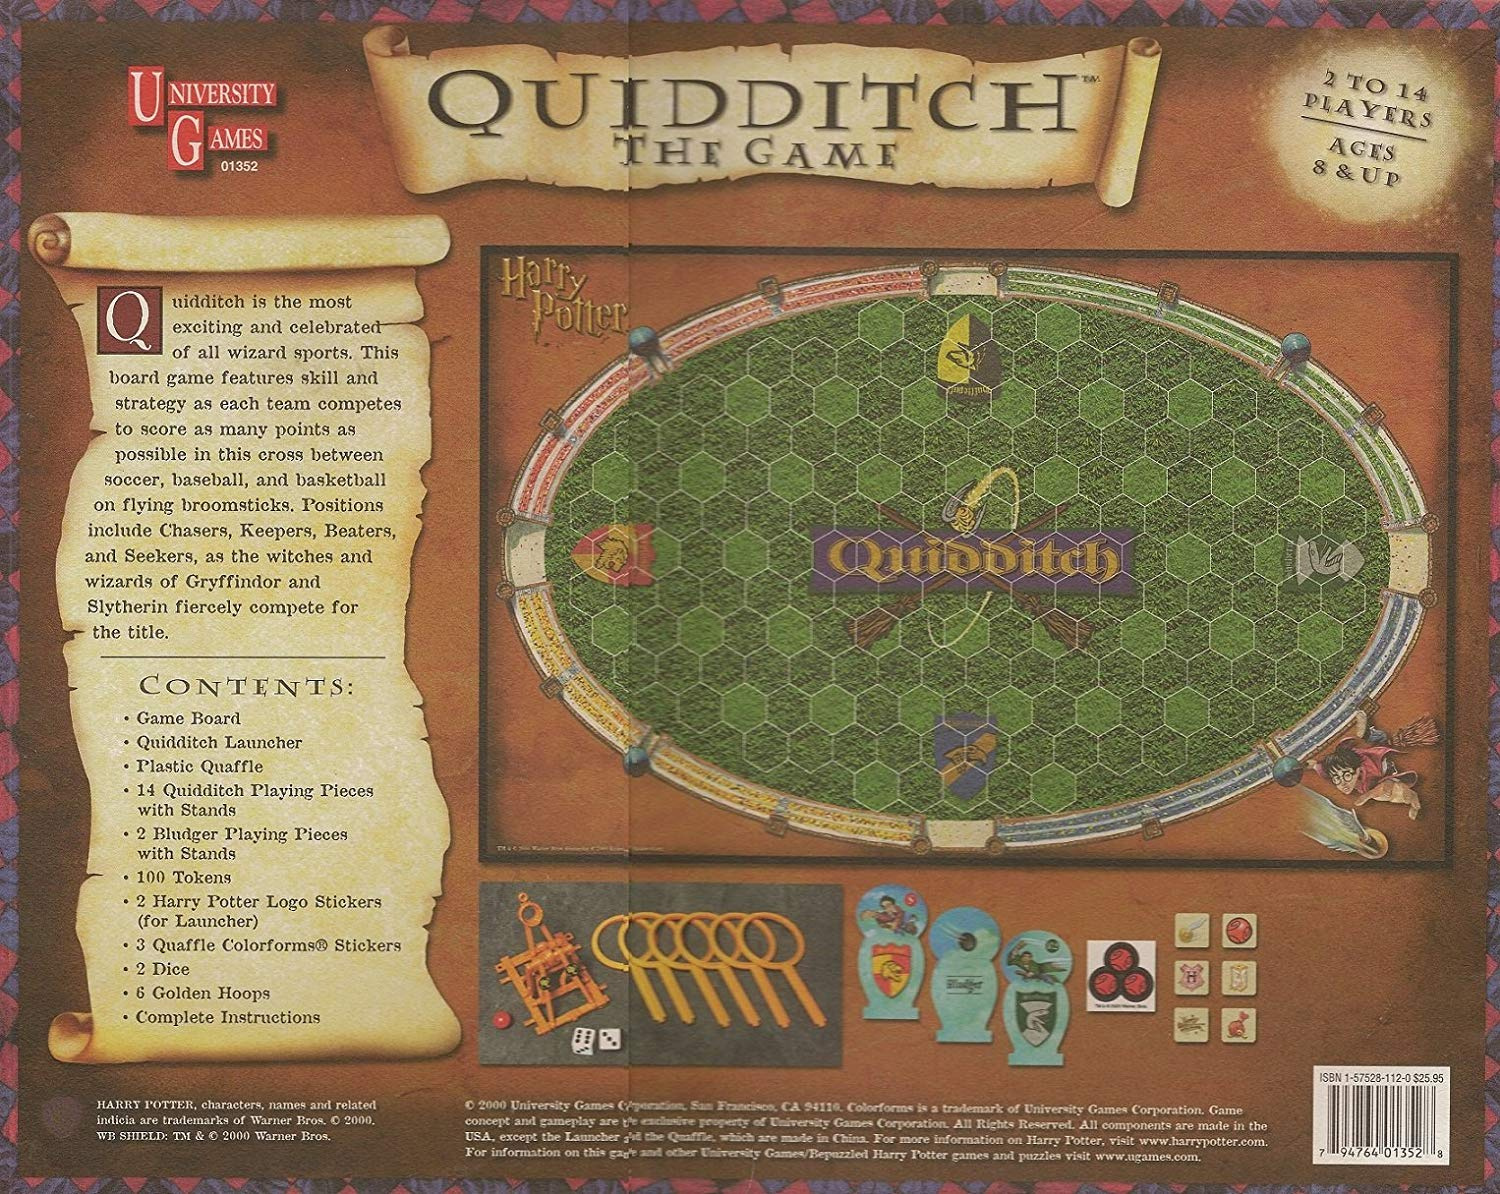 UNIVERSITY
GAMES
01352
QUIDDITCH™
THE GAME
2 TO 14
PLAYERS
AGES
8 & UP
Quidditch is the most
exciting and celebrated
of all wizard sports. This
board game features skill and
strategy as each team competes
to score as many points as
possible in this cross between
soccer, baseball, and basketball
on flying broomsticks. Positions
include Chasers, Keepers, Beaters,
and Seekers, as the witches and
wizards of Gryffindor and
Slytherin fiercely compete for
the title.
CONTENTS:
• Game Board
• Quidditch Launcher
• Plastic Quaffle
• 14 Quidditch Playing Pieces
with Stands
• 2 Bludger Playing Pieces
with Stands
• 100 Tokens
• 2 Harry Potter Logo Stickers
(for Launcher)
• 3 Quaffle Colorforms® Stickers
• 2 Dice
• 6 Golden Hoops
• Complete Instructions
Harry
Potter
Quidditch
Bludger
HARRY POTTER, characters, names and related
indicia are trademarks of Warner Bros. © 2000.
WB SHIELD: TM & © 2000 Warner Bros.
© 2000 University Games Corporation, San Francisco, CA 94110. Colorforms is a trademark of University Games Corporation. Game
concept and gameplay are the exclusive property of University Games Corporation. All Rights Reserved. All components are made in the
USA, except the Launcher and the Quaffle, which are made in China. For more information on Harry Potter, visit www.harrypotter.com.
For information on this game and other University Games/Bepuzzled Harry Potter games and puzzles visit www.ugames.com.
ISBN 1-57528-112-0 $25.95
7 94764 01352 8